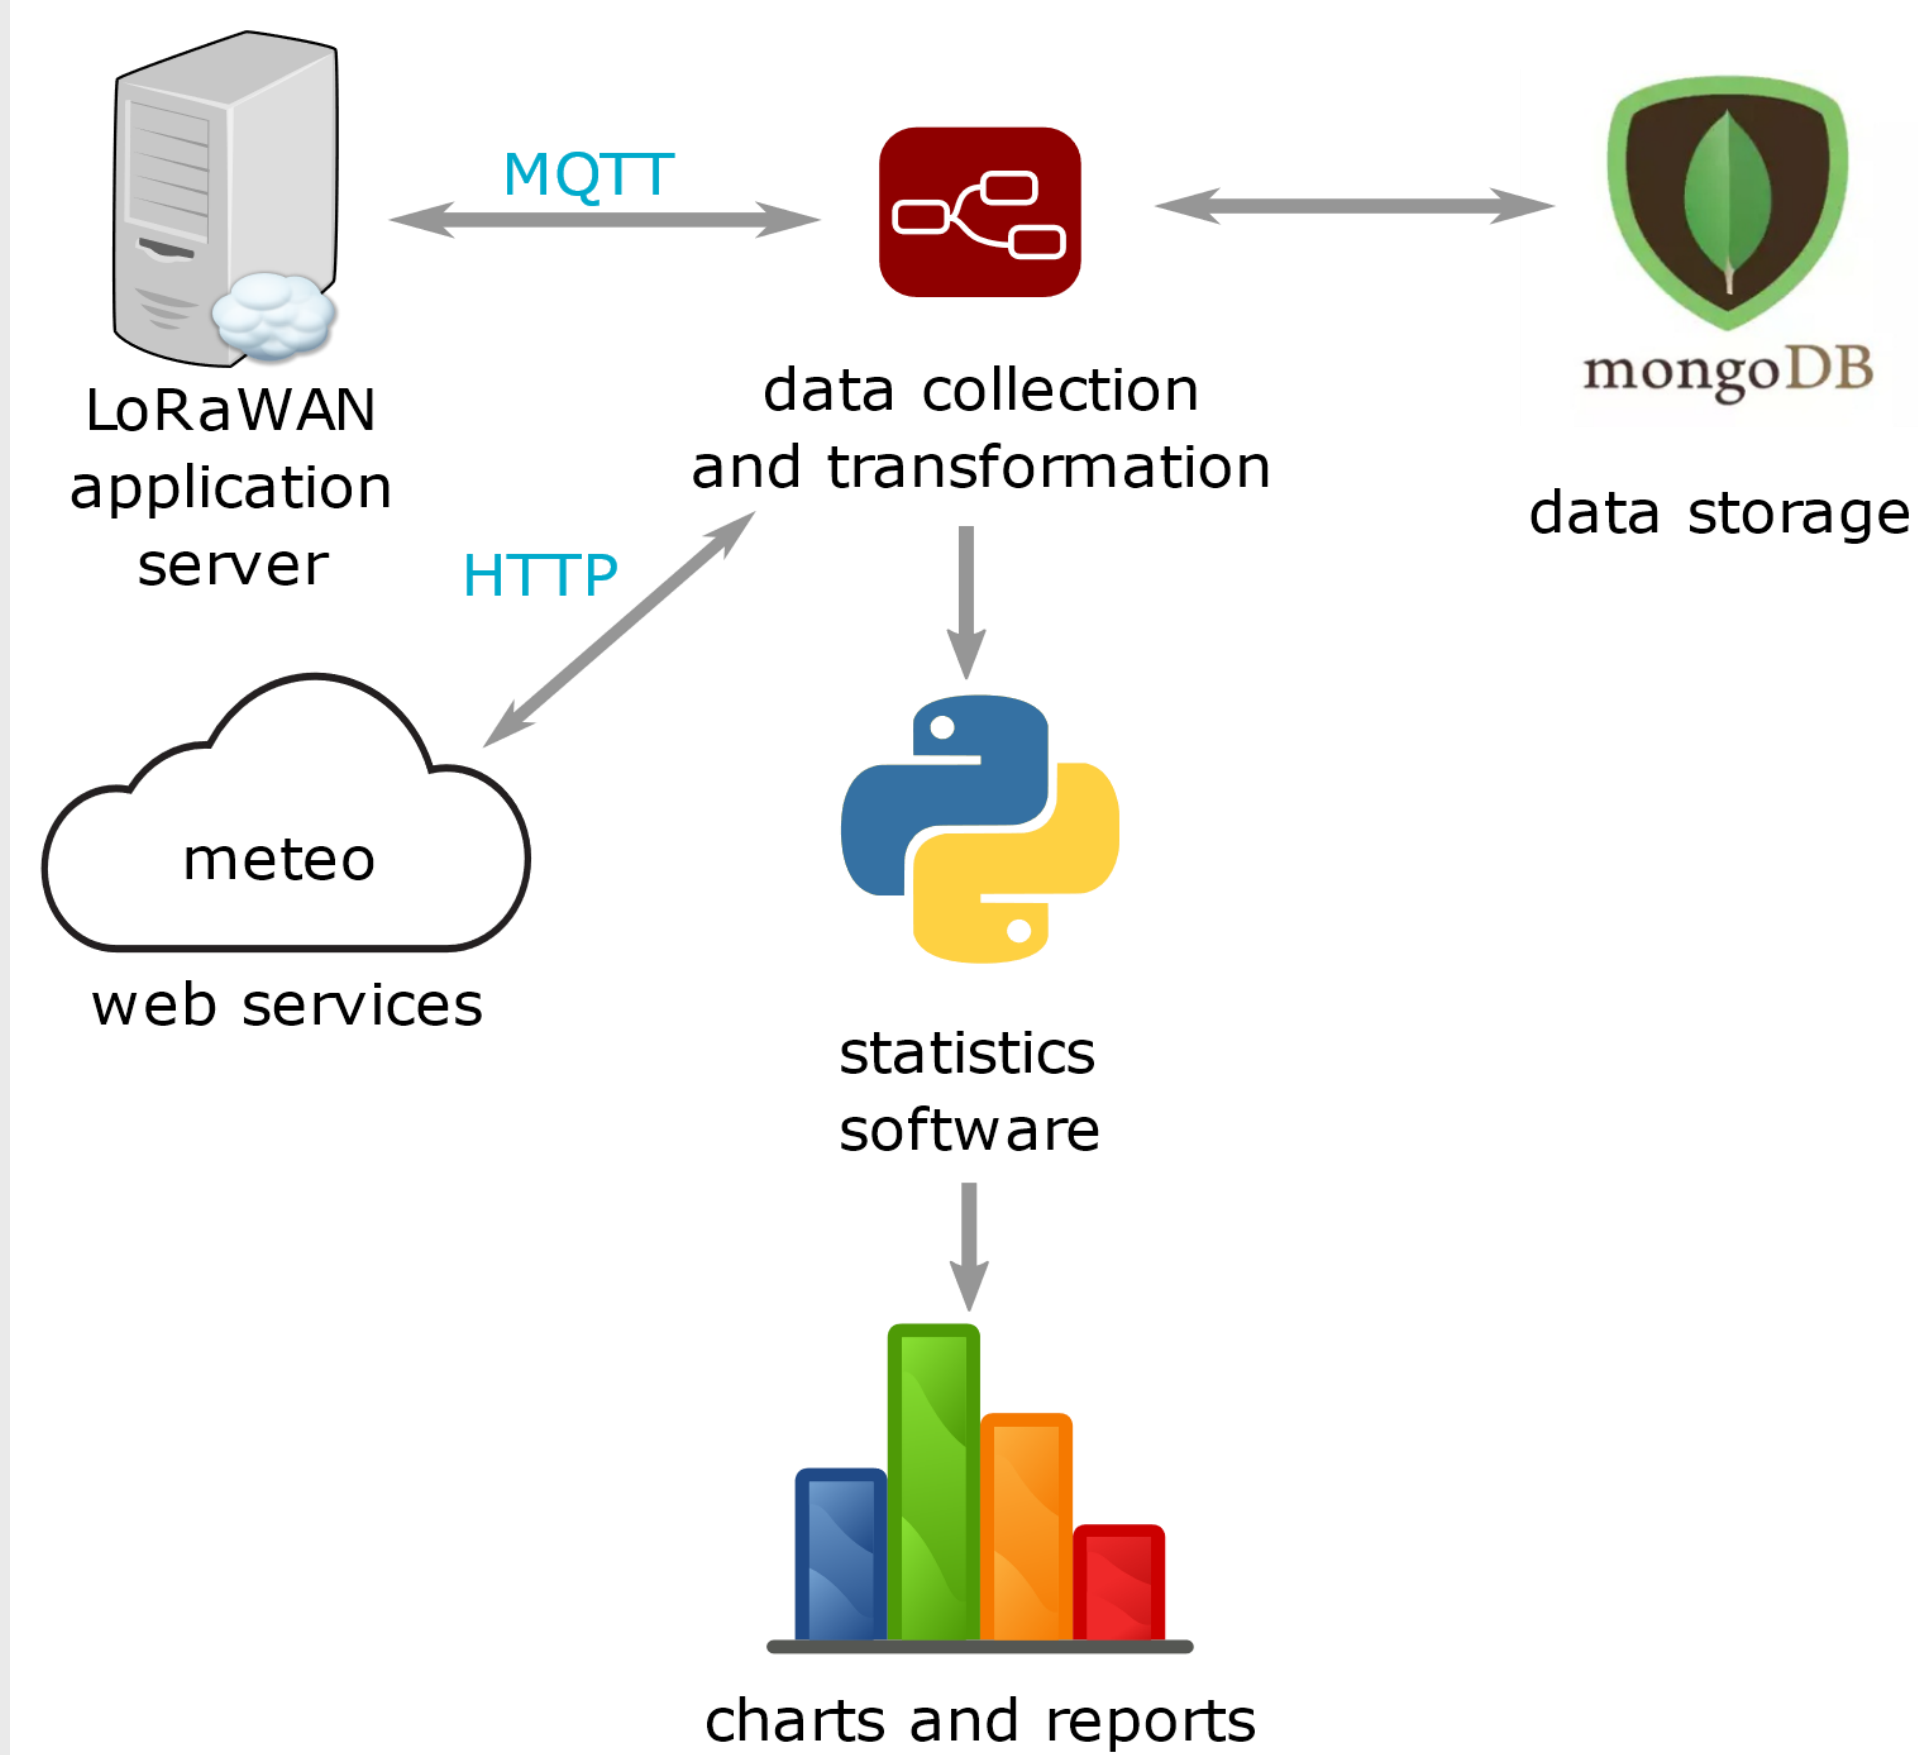 MQTT
mongoDB
LoRaWAN
application
server
data collection
and transformation
data storage
HTTP
meteo
web services
statistics
software
charts and reports